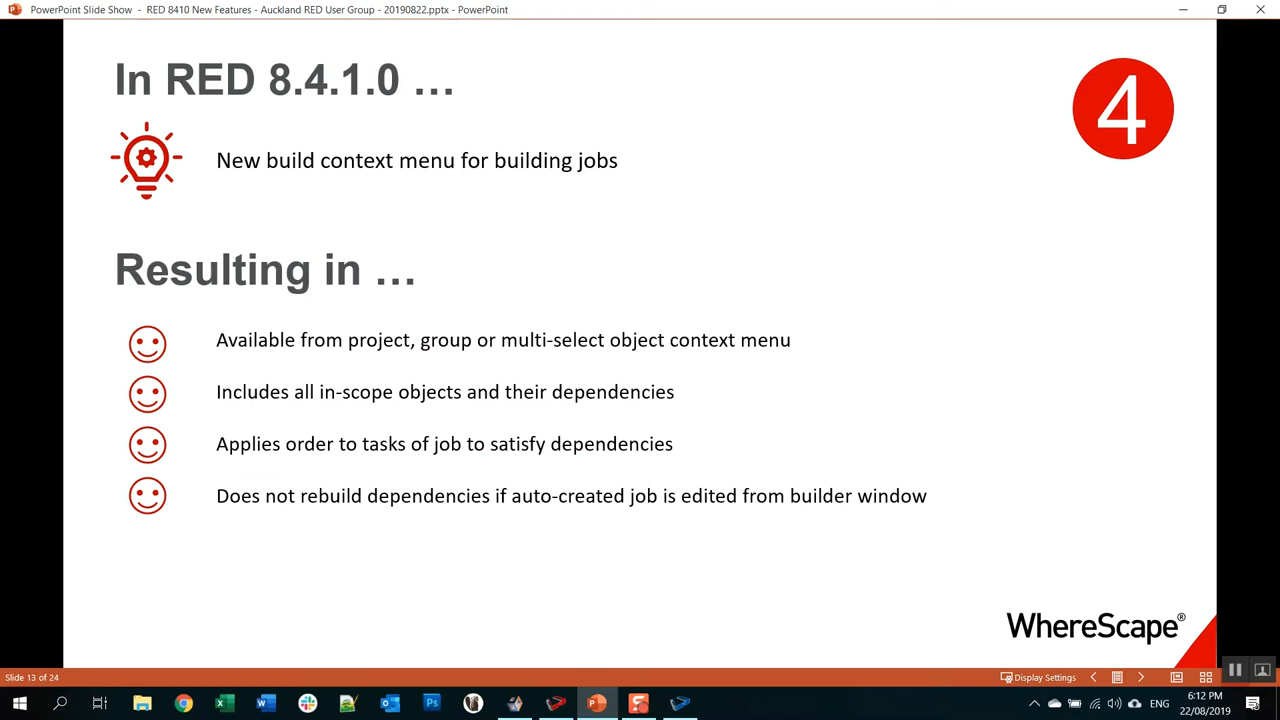 PowerPoint Slide Show - RED 8410 New Features - Auckland RED User Group - 20190822.pptx - PowerPoint
In RED 8.4.1.0 …
4
New build context menu for building jobs
Resulting in …
Available from project, group or multi-select object context menu
Includes all in-scope objects and their dependencies
Applies order to tasks of job to satisfy dependencies
Does not rebuild dependencies if auto-created job is edited from builder window
WhereScape®
Slide 13 of 24
Display Settings
6:12 PM
ENG
22/08/2019